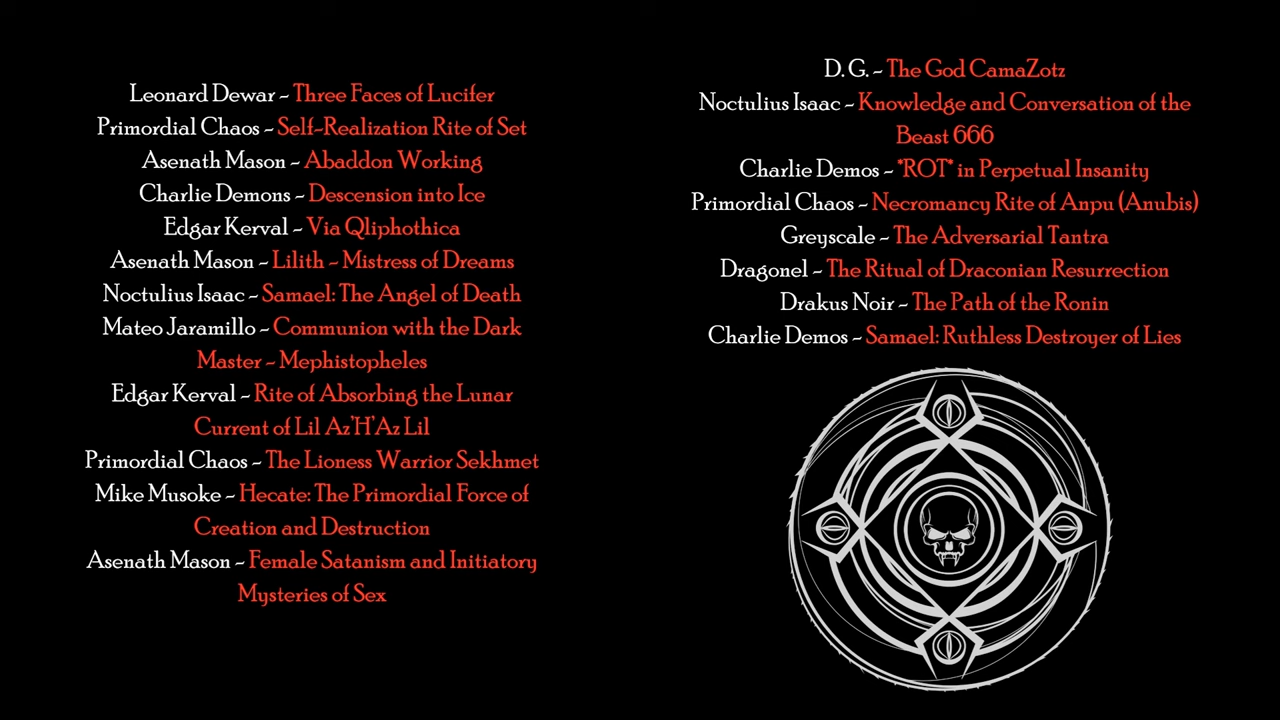 Leonard Dewar - Three Faces of Lucifer
Primordial Chaos - Self-Realization Rite of Set
Asenath Mason - Abaddon Working
Charlie Demons - Descension into Ice
Edgar Kerval - Via Qliphothica
Asenath Mason - Lilith - Mistress of Dreams
Noctulius Isaac - Samael: The Angel of Death
Mateo Jaramillo - Communion with the Dark
Master - Mephistopheles
Edgar Kerval - Rite of Absorbing the Lunar
Current of Lil Az'H'Az Lil
Primordial Chaos - The Lioness Warrior Sekhmet
Mike Musoke - Hecate: The Primordial Force of
Creation and Destruction
Asenath Mason - Female Satanism and Initiatory
Mysteries of Sex
D. G. - The God CamaZotz
Noctulius Isaac - Knowledge and Conversation of the
Beast 666
Charlie Demos - *ROT* in Perpetual Insanity
Primordial Chaos - Necromancy Rite of Anpu (Anubis)
Greyscale - The Adversarial Tantra
Dragonel - The Ritual of Draconian Resurrection
Drakus Noir - The Path of the Ronin
Charlie Demos - Samael: Ruthless Destroyer of Lies